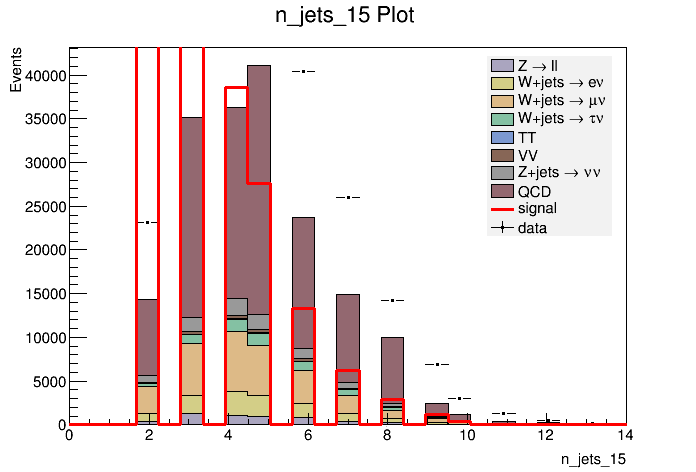 n_jets_15 Plot
Events
40000
35000
30000
25000
20000
15000
10000
5000
0
0 2 4 6 8 10 12 14
n_jets_15
Z → ll
W+jets → eν
W+jets → μν
W+jets → τν
TT
VV
Z+jets → νν
QCD
signal
data